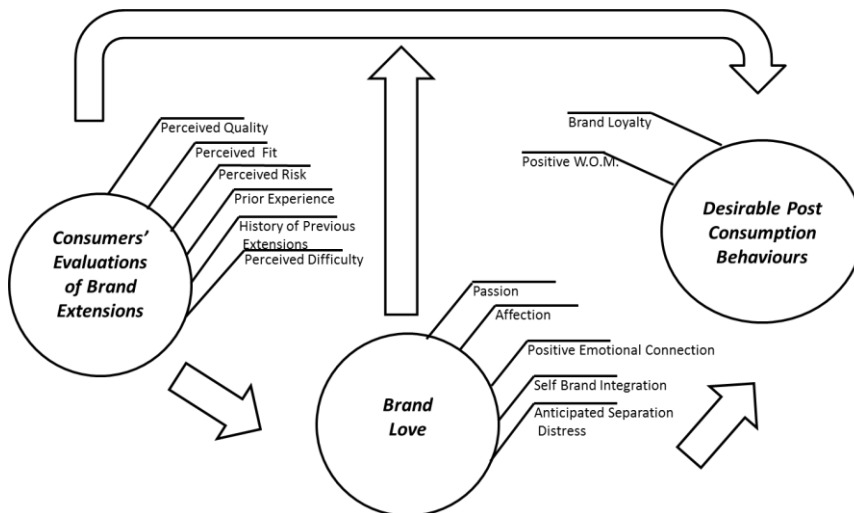 Perceived Quality
Perceived Fit
Perceived Risk
Prior Experience
History of Previous
Extensions
Perceived Difficulty
Consumers’
Evaluations
of Brand
Extensions
Brand Loyalty
Positive W.O.M.
Desirable Post
Consumption
Behaviours
Passion
Affection
Positive Emotional Connection
Self Brand Integration
Anticipated Separation
Distress
Brand
Love